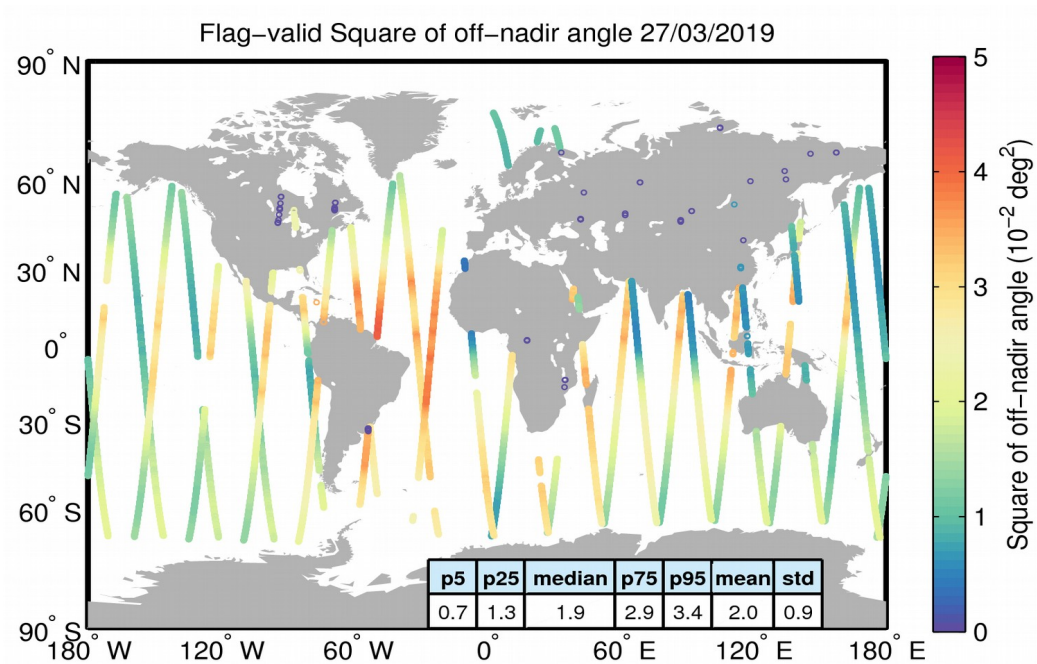 Flag−valid Square of off−nadir angle 27/03/2019
90° N
60° N
30° N
0°
30° S
60° S
90° S
180° W
120° W
60° W
0°
60° E
120° E
180° E
p5 p25 median p75 p95 mean std
0.7 1.3 1.9 2.9 3.4 2.0 0.9
5
4
3
2
1
0
Square of off−nadir angle (10⁻² deg²)